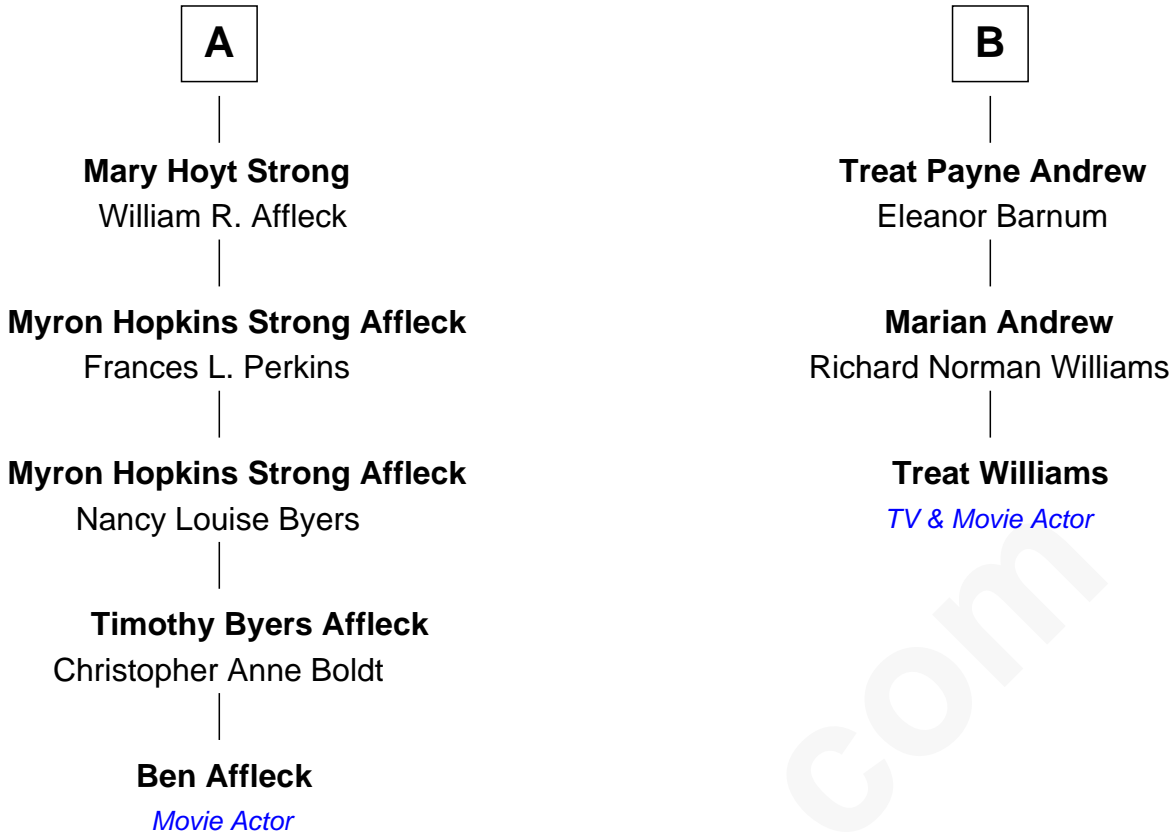 A
Mary Hoyt Strong
William R. Affleck
Myron Hopkins Strong Affleck
Frances L. Perkins
Myron Hopkins Strong Affleck
Nancy Louise Byers
Timothy Byers Affleck
Christopher Anne Boldt
Ben Affleck
Movie Actor
B
Treat Payne Andrew
Eleanor Barnum
Marian Andrew
Richard Norman Williams
Treat Williams
TV & Movie Actor
com